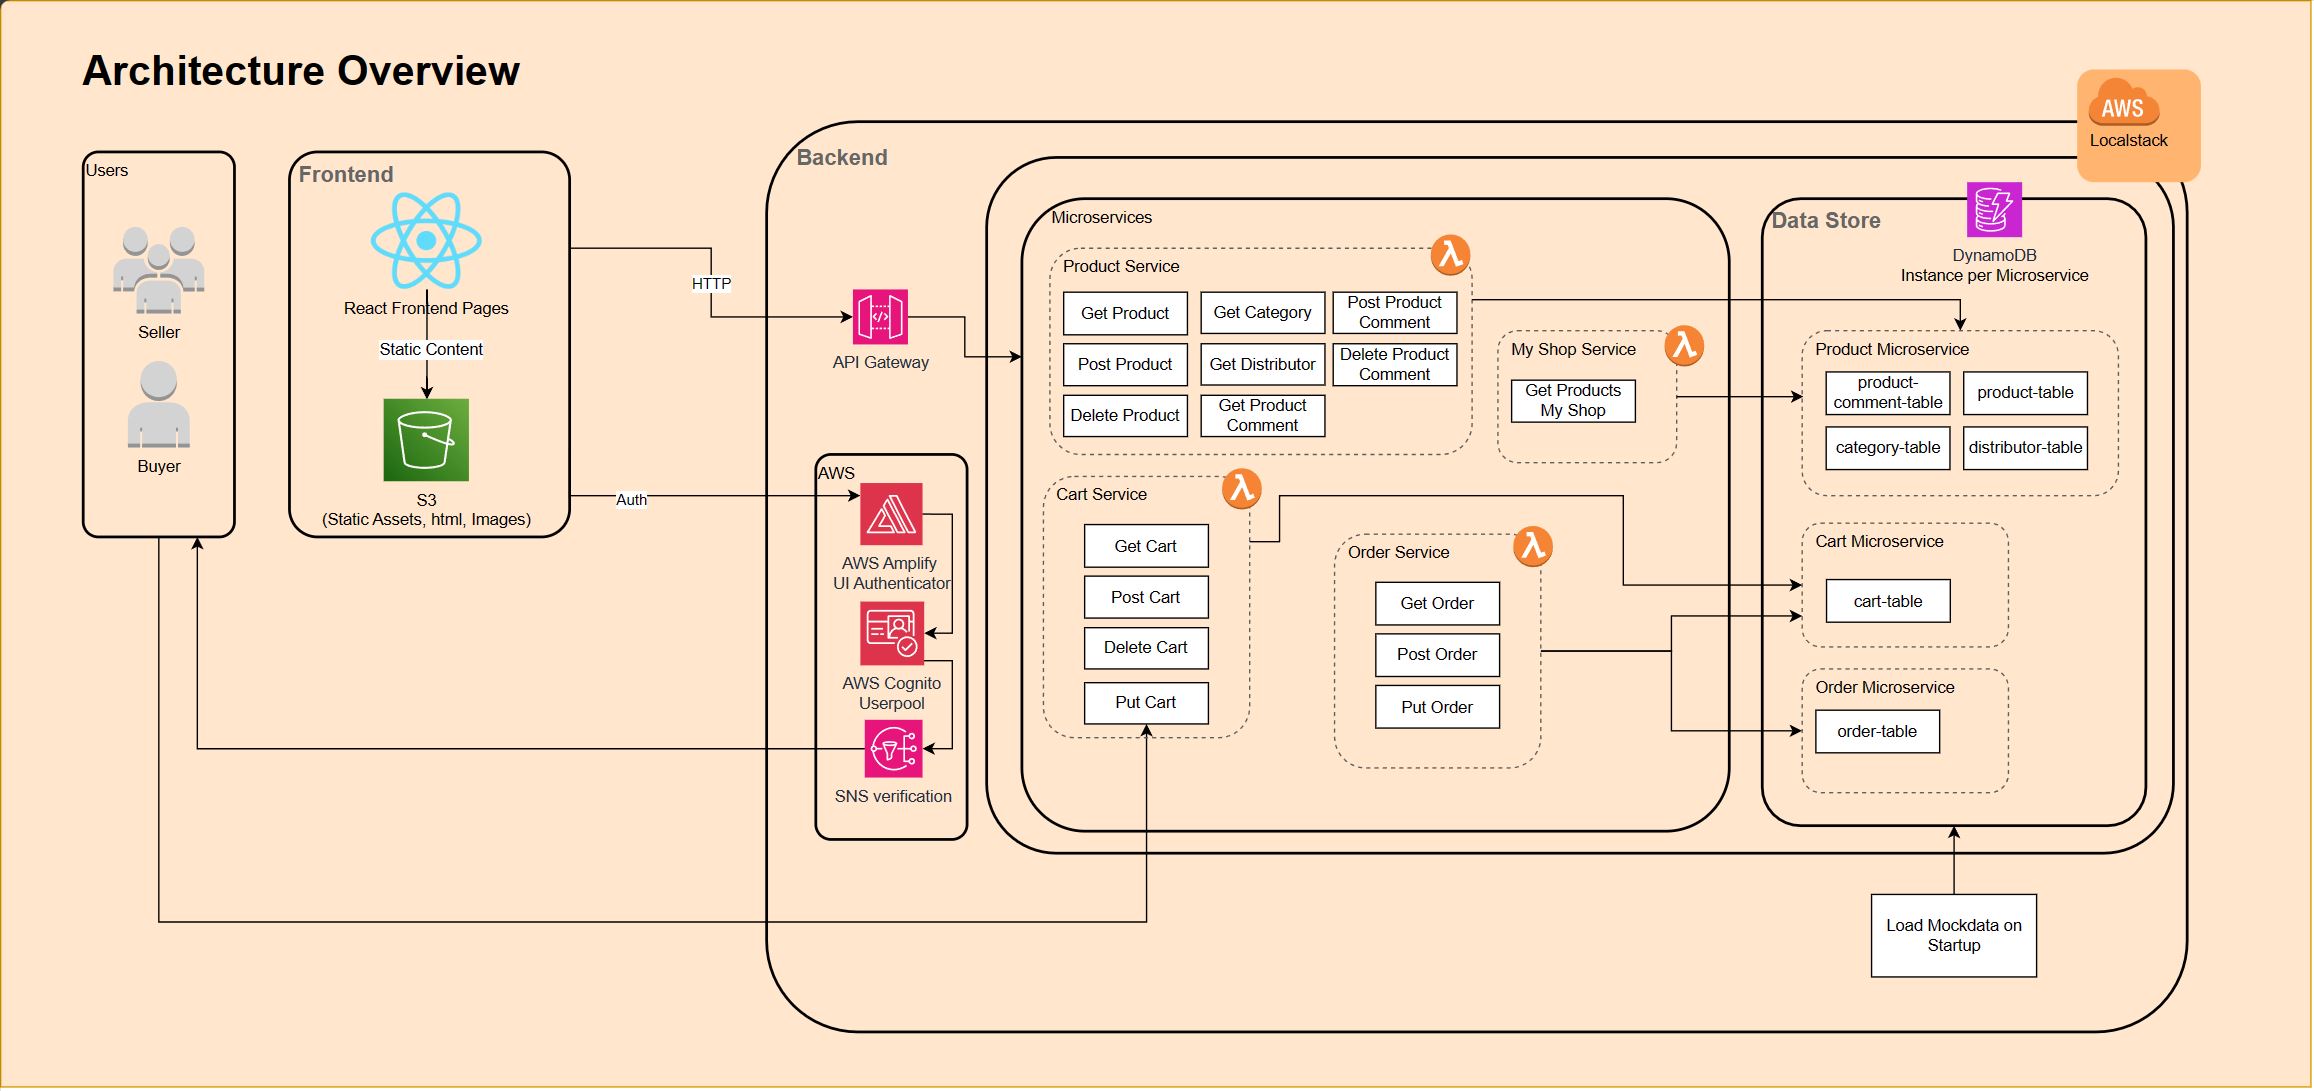 Architecture Overview
AWS
Localstack
Users
Seller
Buyer
Frontend
React Frontend Pages
Static Content
S3
(Static Assets, html, Images)
HTTP
Auth
Backend
API Gateway
AWS
AWS Amplify
UI Authenticator
AWS Cognito
Userpool
SNS verification
Microservices
Product Service
Get Product
Get Category
Post Product
Comment
Post Product
Get Distributor
Delete Product
Comment
Delete Product
Get Product
Comment
My Shop Service
Get Products
My Shop
Cart Service
Get Cart
Post Cart
Delete Cart
Put Cart
Order Service
Get Order
Post Order
Put Order
Data Store
DynamoDB
Instance per Microservice
Product Microservice
product-
comment-table
product-table
category-table
distributor-table
Cart Microservice
cart-table
Order Microservice
order-table
Load Mockdata on
Startup